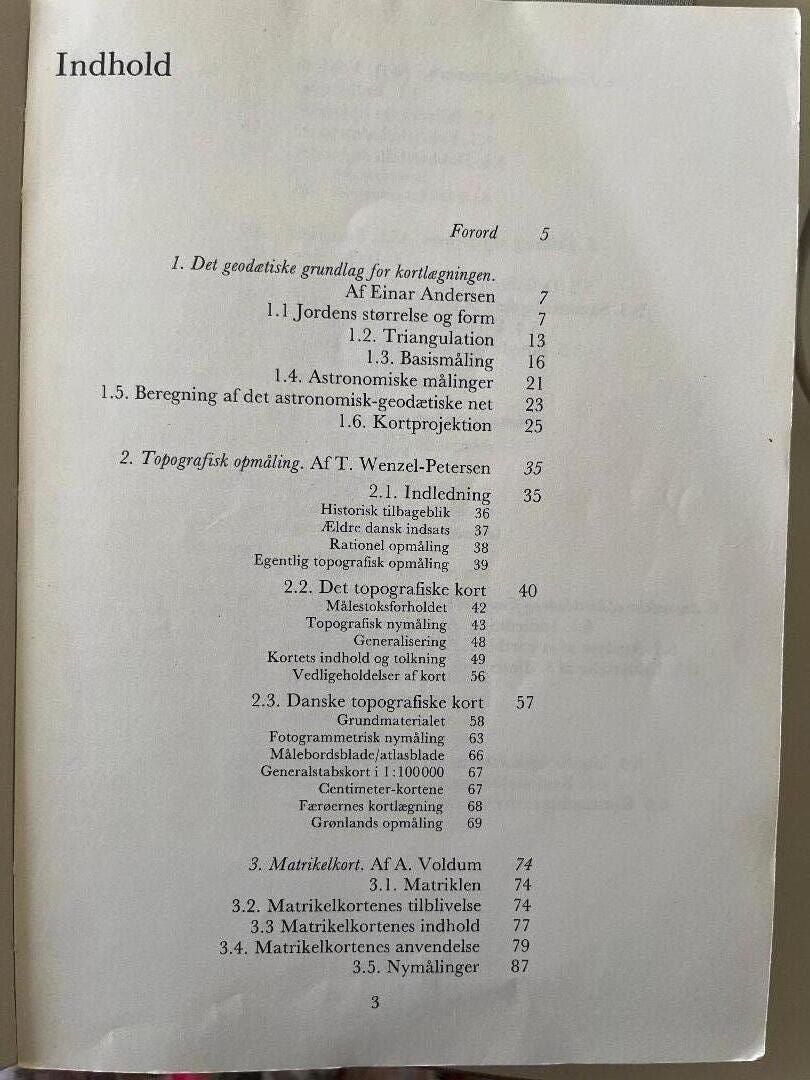 Indhold
Forord 5
1. Det geodætiske grundlag for kortlægningen.
Af Einar Andersen 7
1.1 Jordens størrelse og form 7
1.2. Triangulation 13
1.3. Basismåling 16
1.4. Astronomiske målinger 21
1.5. Beregning af det astronomisk-geodætiske net 23
1.6. Kortprojektion 25
2. Topografisk opmåling. Af T. Wenzel-Petersen 35
2.1. Indledning 35
Historisk tilbageblik 36
Ældre dansk indsats 37
Rationel opmåling 38
Egentlig topografisk opmåling 39
2.2. Det topografiske kort 40
Målestoksforholdet 42
Topografisk nymåling 43
Generalisering 48
Kortets indhold og tolkning 49
Vedligeholdelser af kort 56
2.3. Danske topografiske kort 57
Grundmaterialet 58
Fotogrammetrisk nymåling 63
Målebordsblade/atlasblade 66
Generalstabskort i 1:100000 67
Centimeter-kortene 67
Færøernes kortlægning 68
Grønlands opmåling 69
3. Matrikelkort. Af A. Voldum 74
3.1. Matriklen 74
3.2. Matrikelkortenes tilblivelse 74
3.3 Matrikelkortenes indhold 77
3.4. Matrikelkortenes anvendelse 79
3.5. Nymålinger 87
3